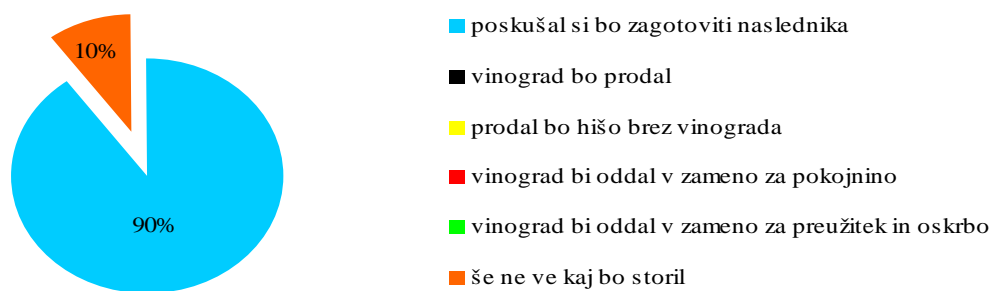 10%
90%
poskušal si bo zagotoviti naslednika
vinograd bo prodal
prodal bo hišo brez vinograda
vinograd bi oddal v zameno za pokojnino
vinograd bi oddal v zameno za preužitek in oskrbo
še ne ve kaj bo storil